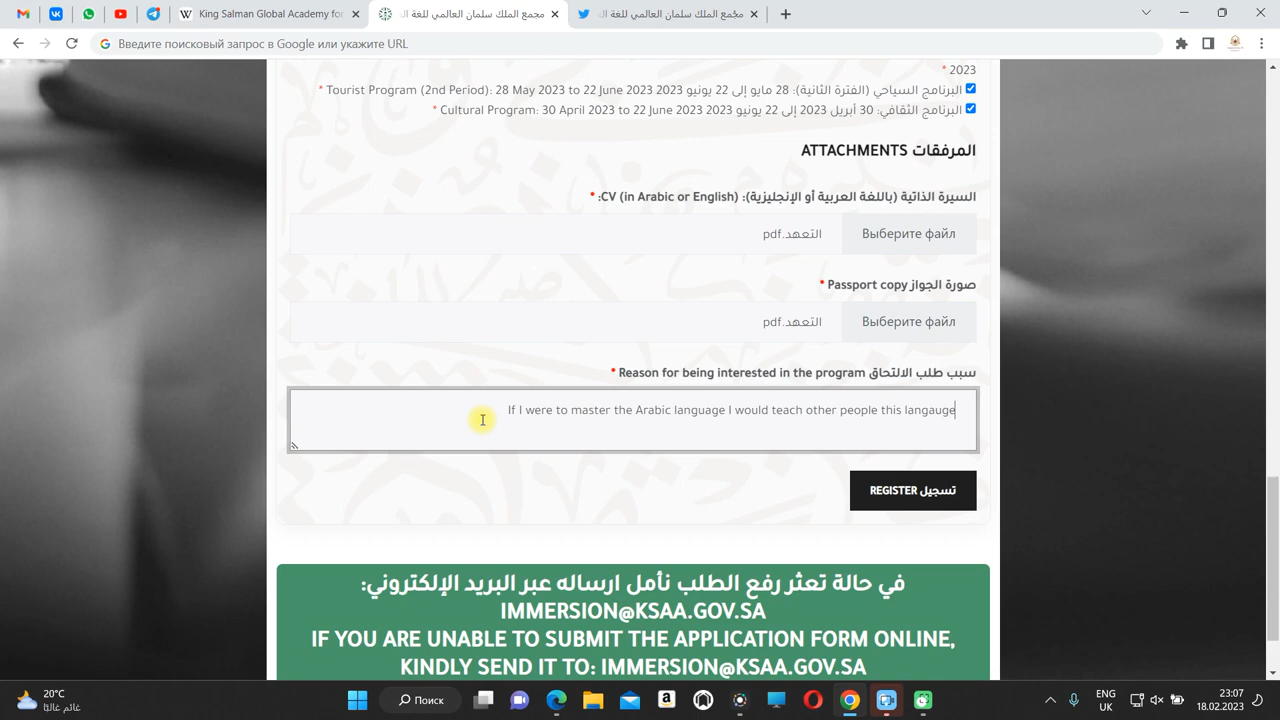 King Salman Global Academy for
مجمع الملك سلمان العالمي للغة ال
مجمع الملك سلمان العالمي للغة ال
Введите поисковый запрос в Google или укажите URL
2023 *
البرنامج السياحي (الفترة الثانية): 28 مايو إلى 22 يونيو 2023 Tourist Program (2nd Period): 28 May 2023 to 22 June 2023 *
البرنامج الثقافي: 30 أبريل 2023 إلى 22 يونيو 2023 Cultural Program: 30 April 2023 to 22 June 2023 *
المرفقات ATTACHMENTS
السيرة الذاتية (باللغة العربية أو الإنجليزية): CV (in Arabic or English): *
Выберите файл
التعهد.pdf
صورة الجواز Passport copy *
Выберите файл
التعهد.pdf
سبب طلب الالتحاق Reason for being interested in the program *
If I were to master the Arabic language I would teach other people this langauge
تسجيل REGISTER
في حالة تعثر رفع الطلب نأمل ارساله عبر البريد الإلكتروني:
IMMERSION@KSAA.GOV.SA
IF YOU ARE UNABLE TO SUBMIT THE APPLICATION FORM ONLINE,
KINDLY SEND IT TO: IMMERSION@KSAA.GOV.SA
20°C
غائم غالبًا
Поиск
ENG
UK
23:07
18.02.2023